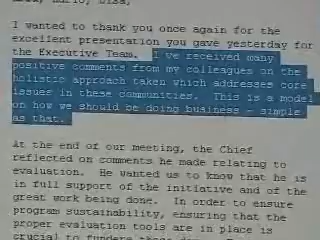 I wanted to thank you once again for the
excellent presentation you gave yesterday for
the Executive Team. I've received many
positive comments from my colleagues on the
holistic approach taken which addresses core
issues in these communities. This is a model
on how we should be doing business - simple
as that.
At the end of our meeting, the Chief
reflected on comments he made relating to
evaluation. He wanted us to know that he is
in full support of the initiative and of the
great work being done. In order to ensure
program sustainability, ensuring that the
proper evaluation tools are in place is
crucial to funders